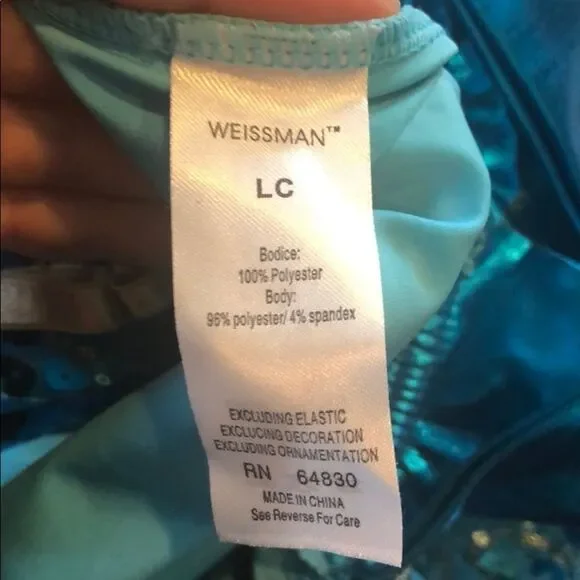 WEISSMAN™
LC
Bodice:
100% Polyester
Body:
96% polyester/ 4% spandex
EXCLUDING ELASTIC
EXCLUCING DECORATION
EXCLUDING ORNAMENTATION
RN 64830
MADE IN CHINA
See Reverse For Care